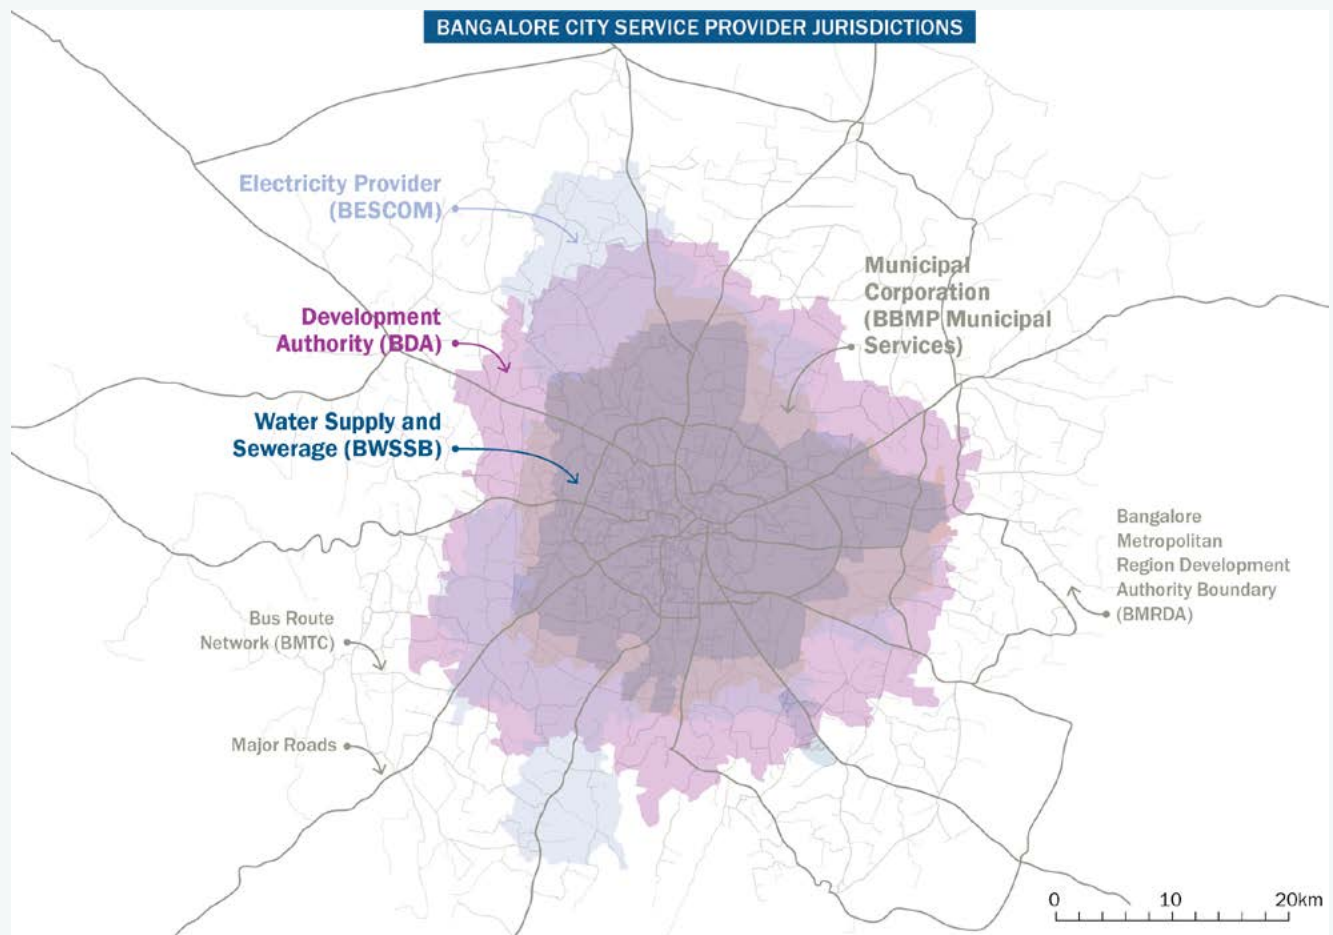 BANGALORE CITY SERVICE PROVIDER JURISDICTIONS
Electricity Provider
(BESCOM)
Municipal
Corporation
(BBMP Municipal
Services)
Development
Authority (BDA)
Water Supply and
Sewerage (BWSSB)
Bangalore
Metropolitan
Region Development
Authority Boundary
(BMRDA)
Bus Route
Network (BMTC)
Major Roads
0 10 20km